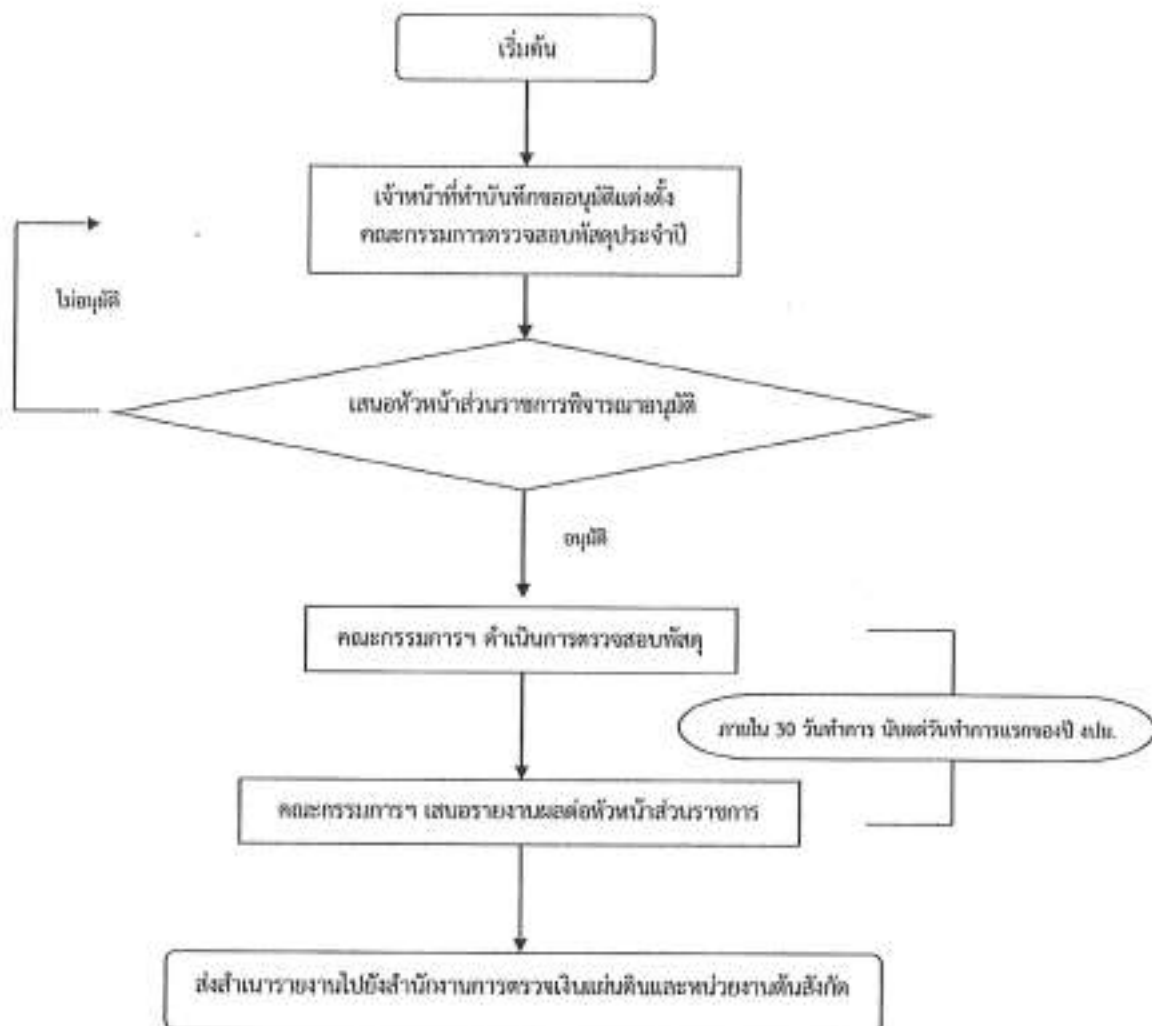 เริ่มต้น
เจ้าหน้าที่ทำบันทึกขออนุมัติแต่งตั้ง
คณะกรรมการตรวจสอบพัสดุประจำปี
ไม่อนุมัติ
เสนอหัวหน้าส่วนราชการพิจารณาอนุมัติ
อนุมัติ
คณะกรรมการฯ ดำเนินการตรวจสอบพัสดุ
ภายใน 30 วันทำการ นับแต่วันทำการแรกของปี งปม.
คณะกรรมการฯ เสนอรายงานผลต่อหัวหน้าส่วนราชการ
ส่งสำเนารายงานไปยังสำนักงานการตรวจเงินแผ่นดินและหน่วยงานต้นสังกัด